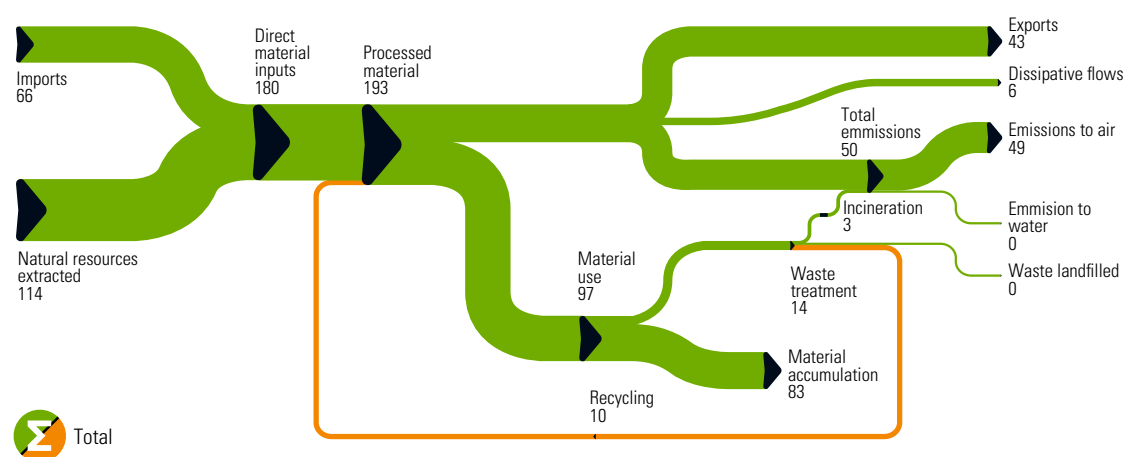 Imports
66
Natural resources
extracted
114
Direct
material
inputs
180
Processed
material
193
Exports
43
Dissipative flows
6
Total
emmissions
50
Emissions to air
49
Incineration
3
Emmision to
water
0
Waste landfilled
0
Waste
treatment
14
Material
use
97
Material
accumulation
83
Recycling
10
Σ Total